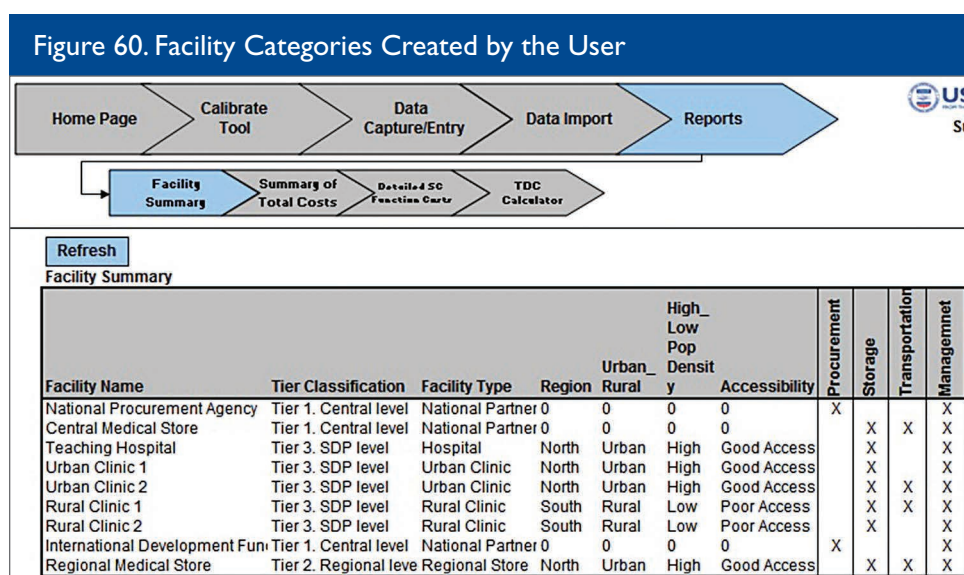 Figure 60. Facility Categories Created by the User
Home Page
Calibrate
Tool
Data
Capture/Entry
Data Import
Reports
US
Su
Facility
Summary
Summary of
Total Costs
Detailed SC
Function Costs
TDC
Calculator
Refresh
Facility Summary
Facility Name Tier Classification Facility Type Region Urban_ Rural High_ Low Pop Densit y Accessibility Procurement Storage Transportation Managemnet
National Procurement Agency Tier 1. Central level National Partner 0 0 0 0 X X
Central Medical Store Tier 1. Central level National Partner 0 0 0 0 X X X
Teaching Hospital Tier 3. SDP level Hospital North Urban High Good Access X X
Urban Clinic 1 Tier 3. SDP level Urban Clinic North Urban High Good Access X X
Urban Clinic 2 Tier 3. SDP level Urban Clinic North Urban High Good Access X X X
Rural Clinic 1 Tier 3. SDP level Rural Clinic South Rural Low Poor Access X X X
Rural Clinic 2 Tier 3. SDP level Rural Clinic South Rural Low Poor Access X X
International Development Fun Tier 1. Central level National Partner 0 0 0 0 X X
Regional Medical Store Tier 2. Regional leve Regional Store North Urban High Good Access X X X